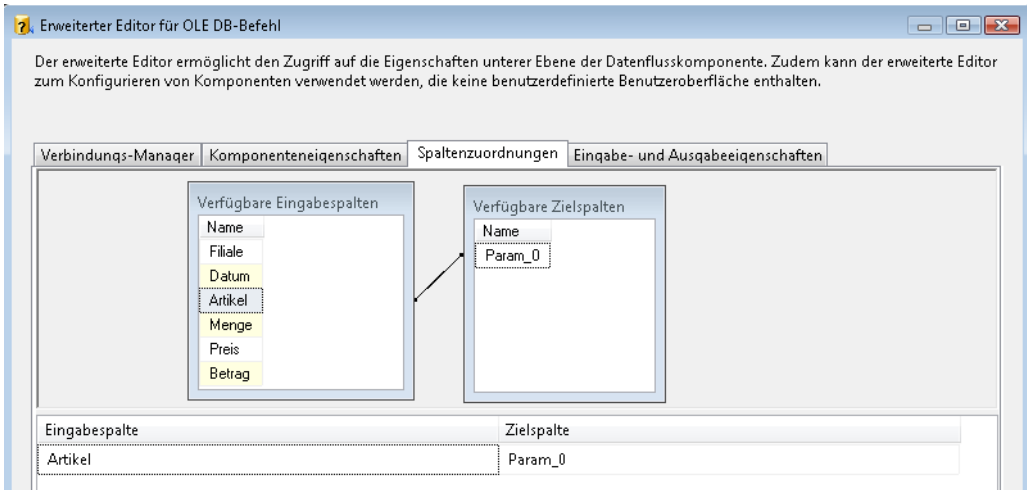 Erweiterter Editor für OLE DB-Befehl
Der erweiterte Editor ermöglicht den Zugriff auf die Eigenschaften unterer Ebene der Datenflusskomponente. Zudem kann der erweiterte Editor
zum Konfigurieren von Komponenten verwendet werden, die keine benutzerdefinierte Benutzeroberfläche enthalten.
Verbindungs-Manager Komponenteneigenschaften Spaltenzuordnungen Eingabe- und Ausgabeeigenschaften
Verfügbare Eingabespalten
Name
Filiale
Datum
Artikel
Menge
Preis
Betrag
Verfügbare Zielspalten
Name
Param_0
Eingabespalte Zielspalte
Artikel Param_0